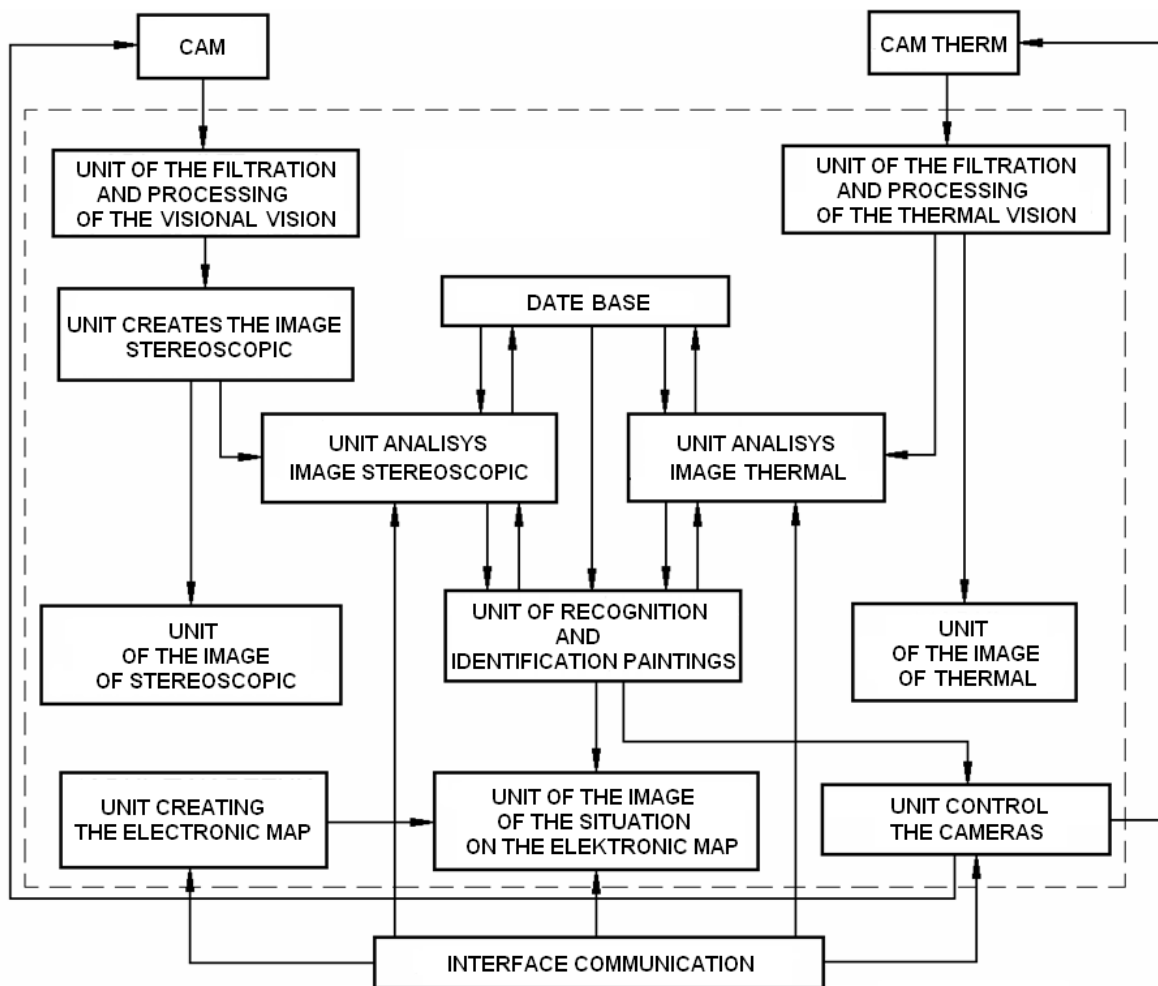 CAM
CAM THERM
UNIT OF THE FILTRATION
AND PROCESSING
OF THE VISIONAL VISION
UNIT OF THE FILTRATION
AND PROCESSING
OF THE THERMAL VISION
UNIT CREATES THE IMAGE
STEREOSCOPIC
DATE BASE
UNIT ANALISYS
IMAGE STEREOSCOPIC
UNIT ANALISYS
IMAGE THERMAL
UNIT
OF THE IMAGE
OF STEREOSCOPIC
UNIT OF RECOGNITION
AND
IDENTIFICATION PAINTINGS
UNIT
OF THE IMAGE
OF THERMAL
UNIT CREATING
THE ELECTRONIC MAP
UNIT OF THE IMAGE
OF THE SITUATION
ON THE ELEKTRONIC MAP
UNIT CONTROL
THE CAMERAS
INTERFACE COMMUNICATION